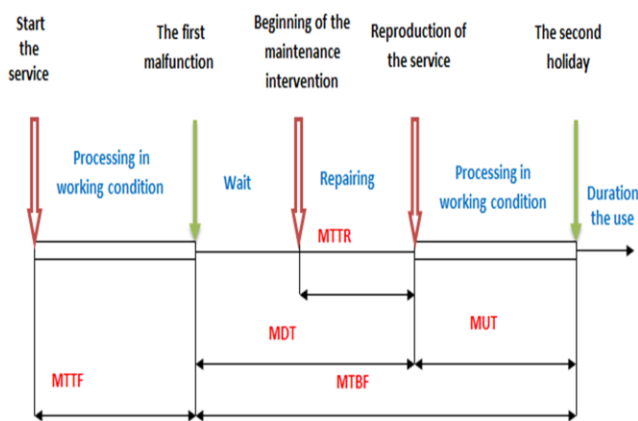 Start
the
service
The first
malfunction
Beginning of the
maintenance
intervention
Reproduction of
the service
The second
holiday
Processing in
working condition
Wait
Repairing
Processing in
working condition
Duration
the use
MTTR
MDT
MUT
MTTF
MTBF